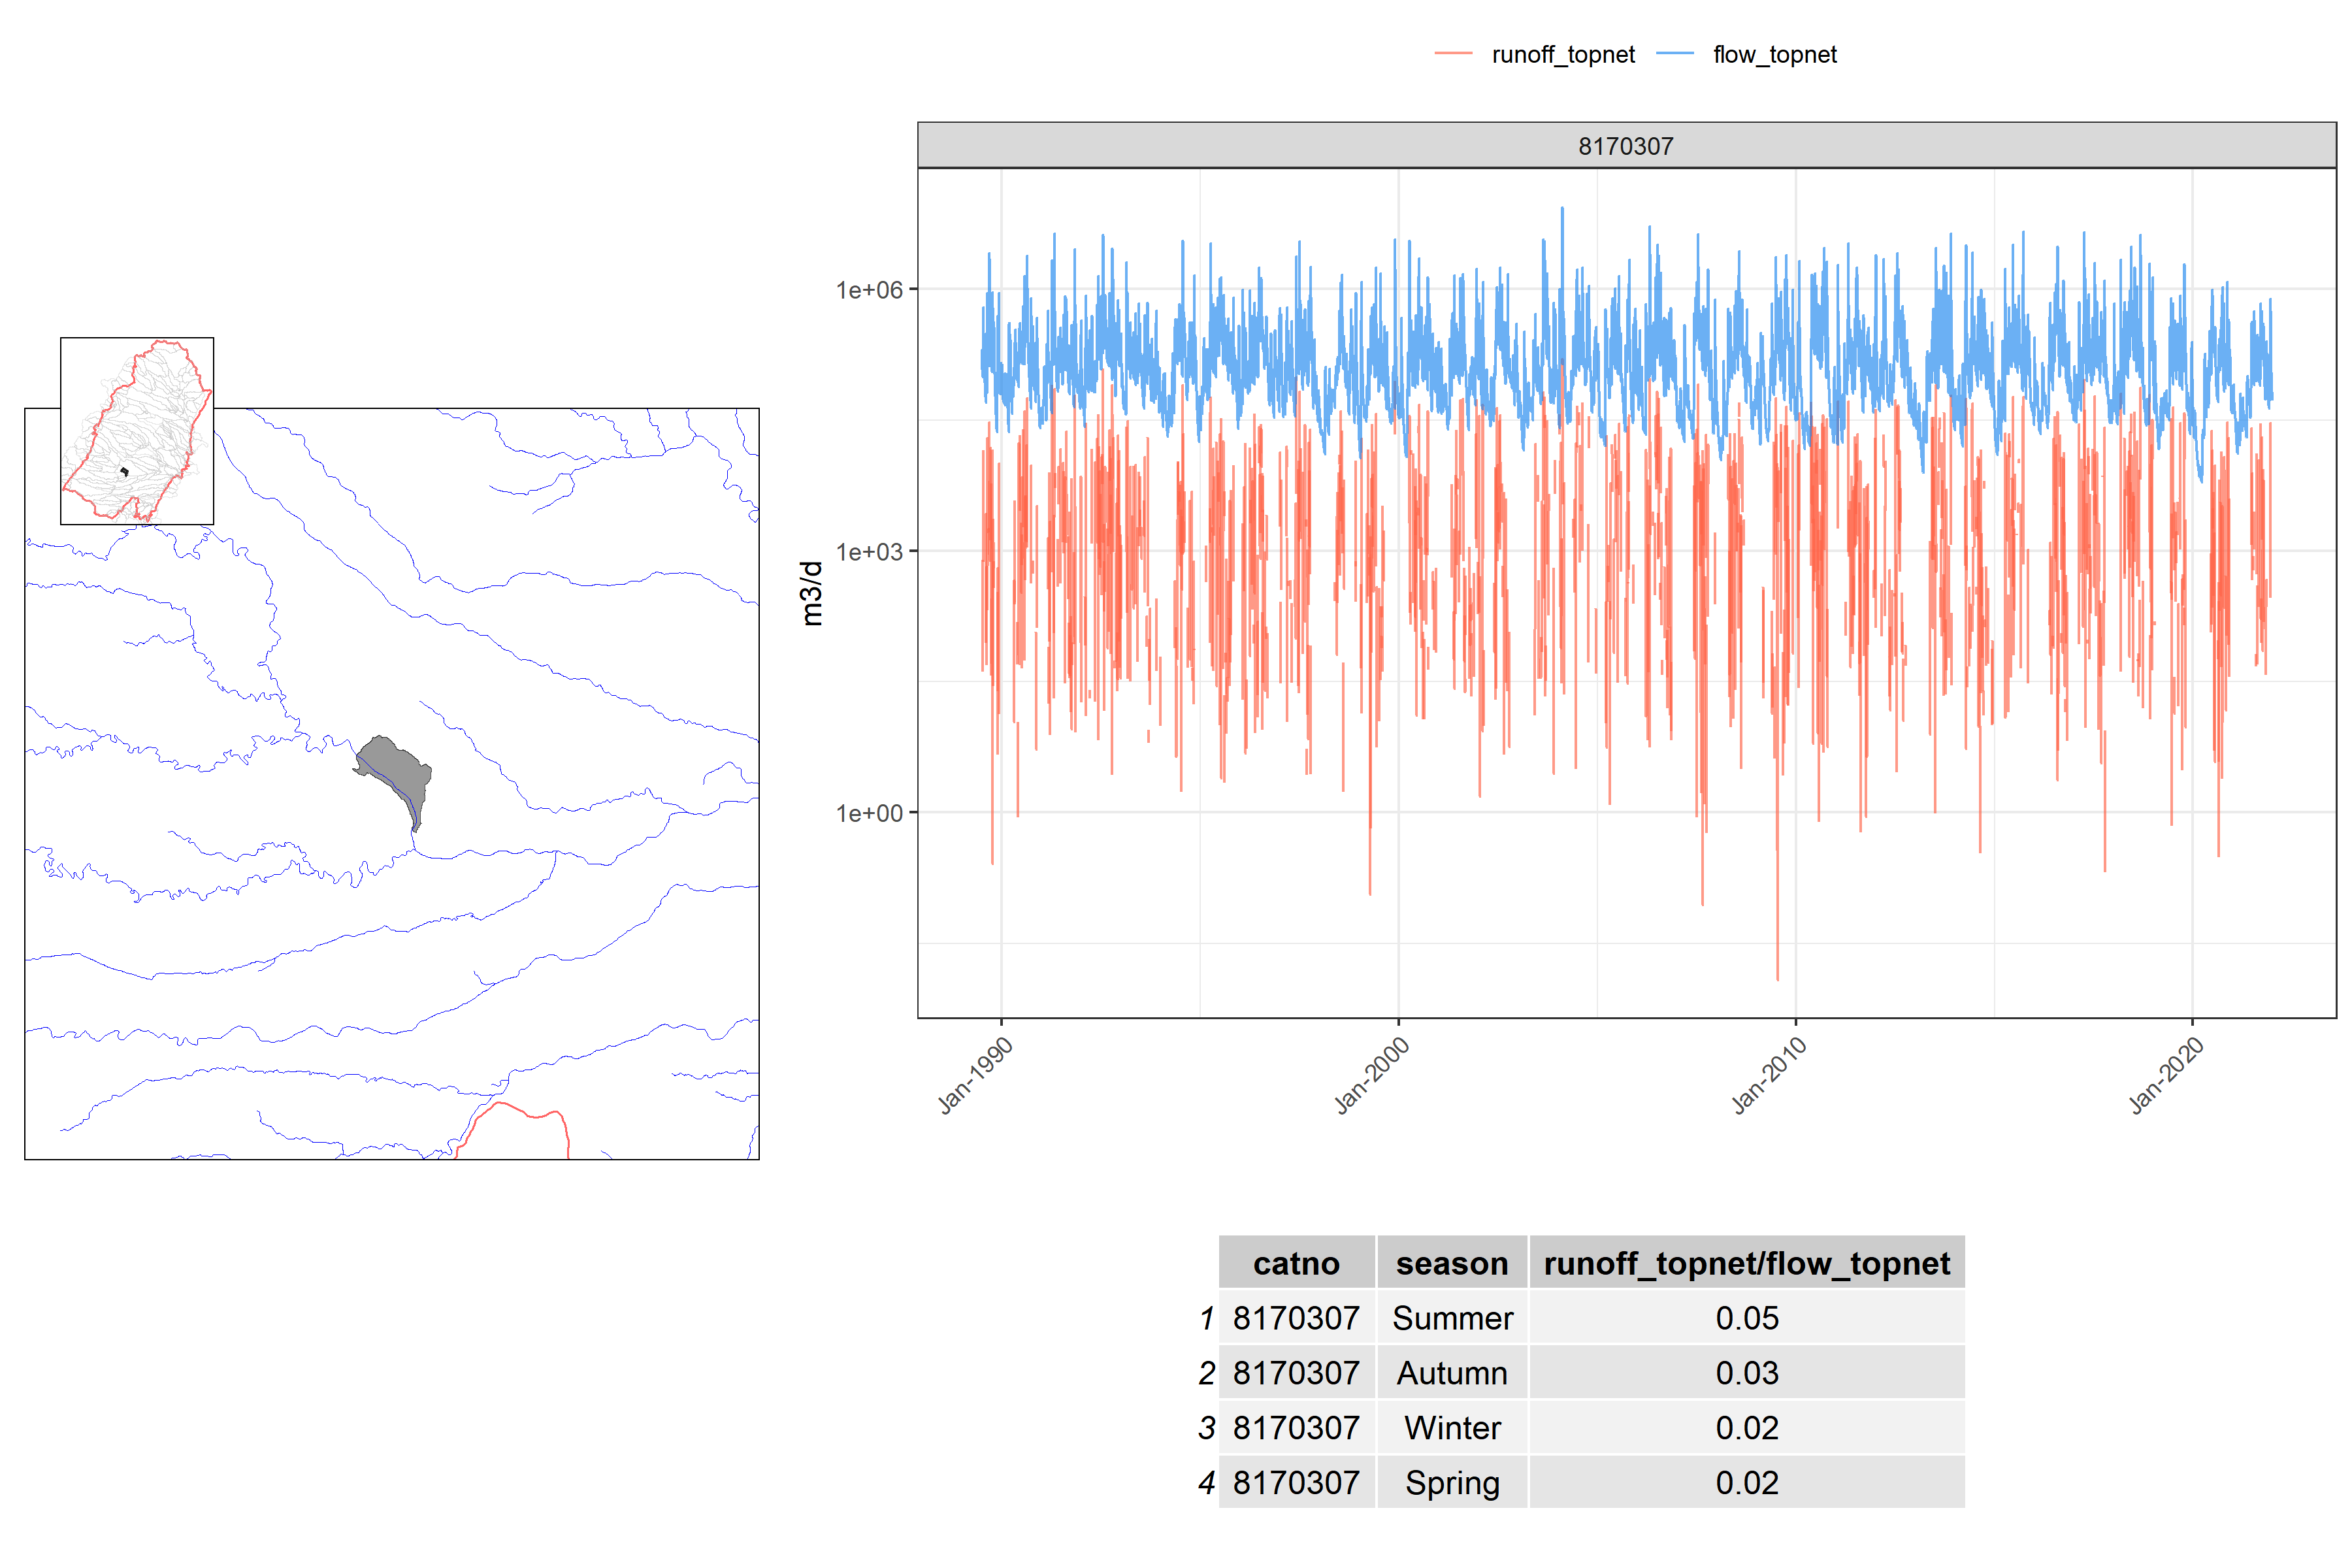 runoff_topnet flow_topnet
8170307
1e+06
1e+03
1e+00
m3/d
Jan-1990 Jan-2000 Jan-2010 Jan-2020
catno season runoff_topnet/flow_topnet
1 8170307 Summer 0.05
2 8170307 Autumn 0.03
3 8170307 Winter 0.02
4 8170307 Spring 0.02